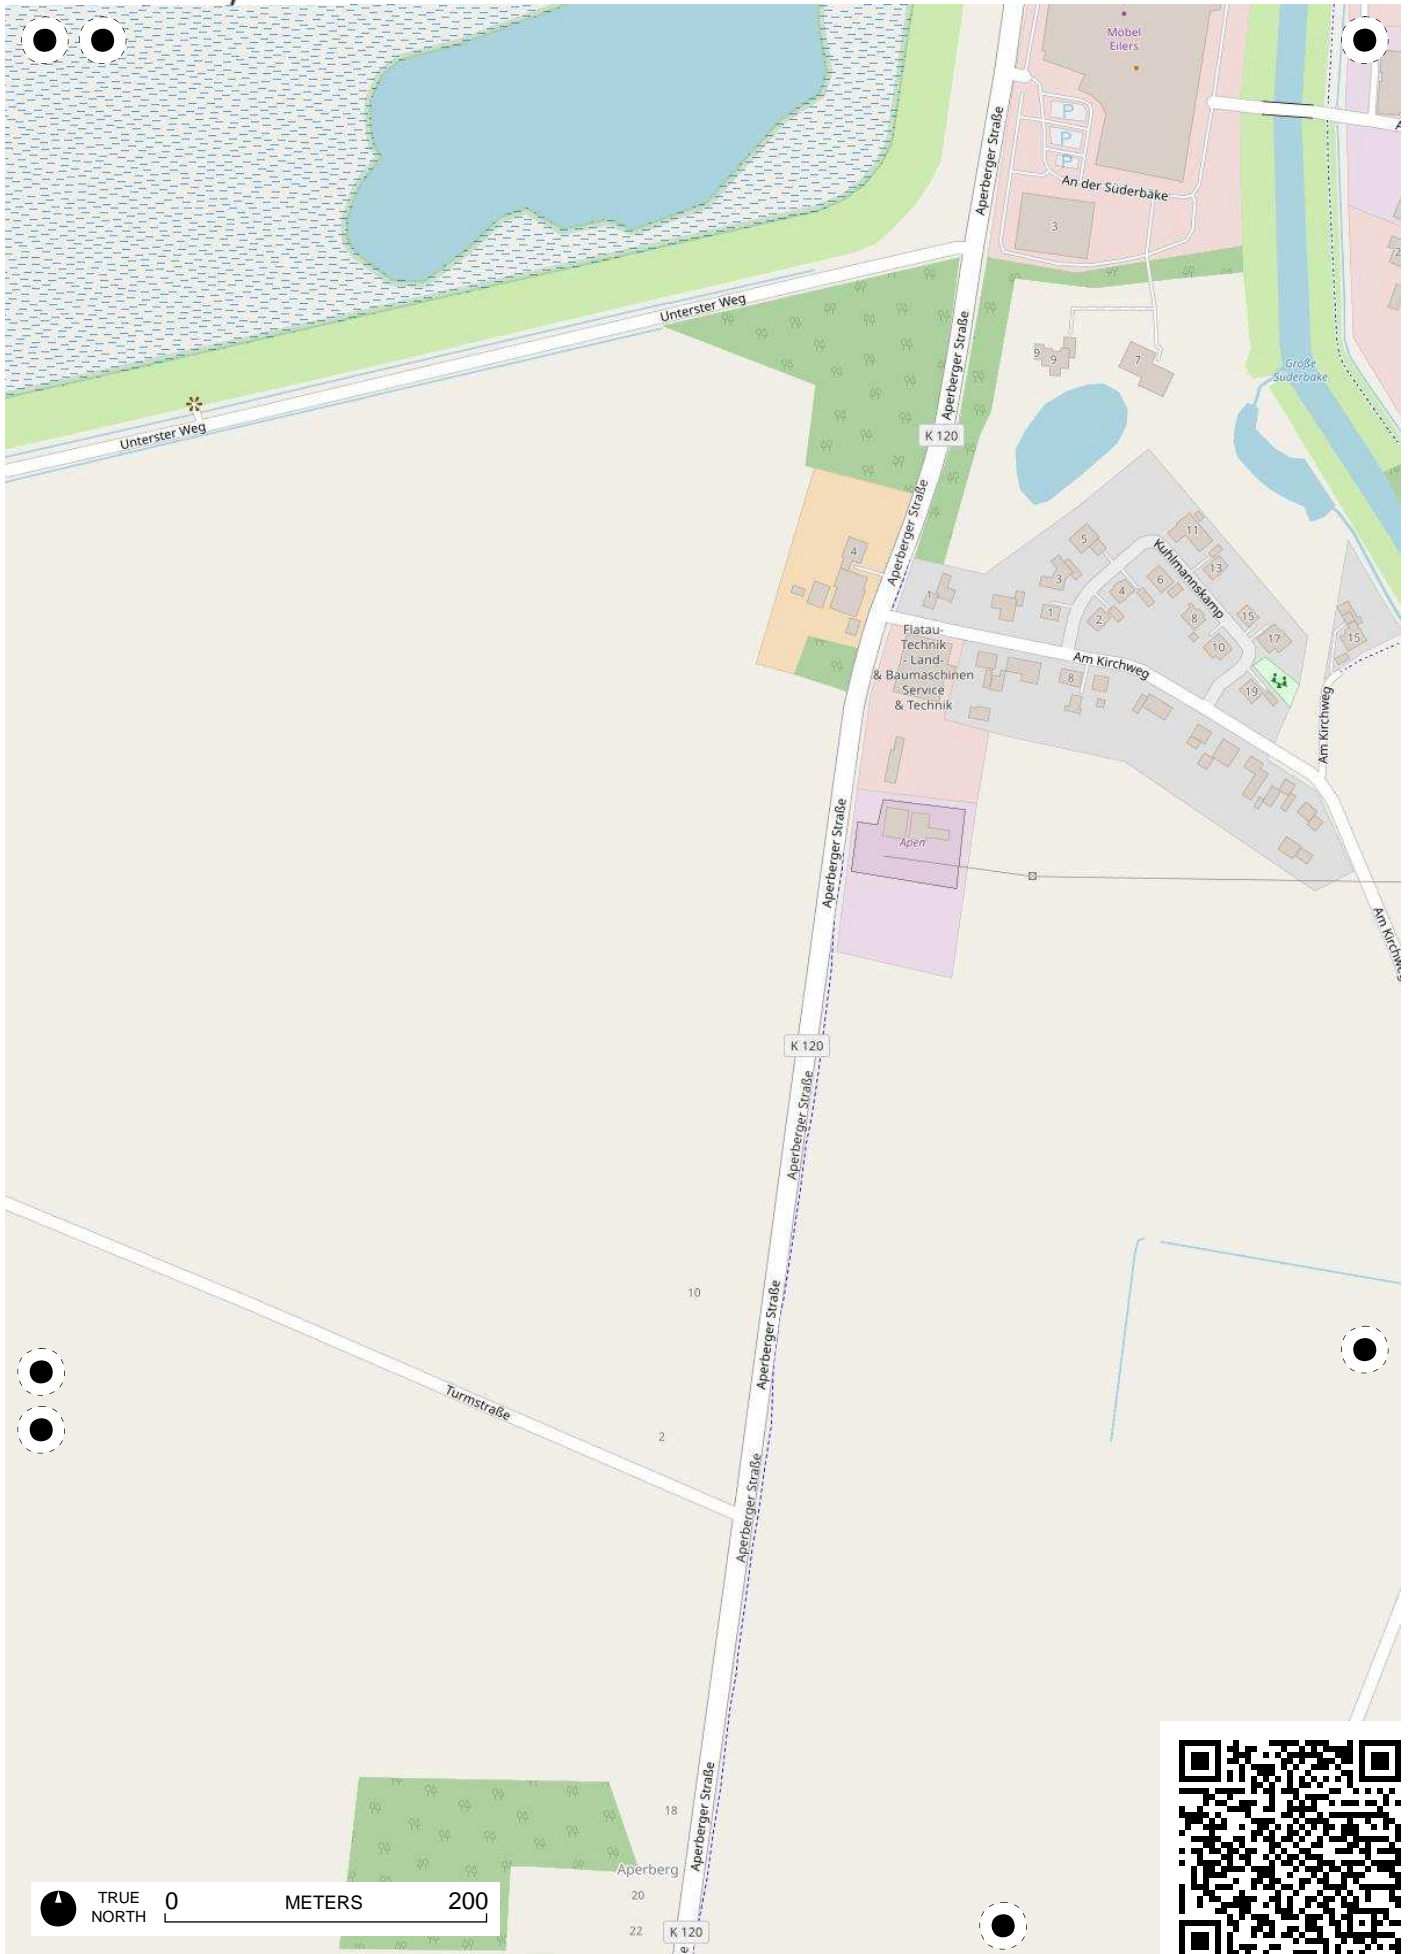 Möbel
Eilers
Aperberger Straße
P
P
P
An der Süderbake
3
Unterster Weg
Aperberger Straße
9
9
7
Große
Süderbake
Unterster Weg
K 120
Aperberger Straße
4
5
11
Kuhlmannskamp
13
3
6
4
1
1
2
8
15
17
15
10
Flatau-
Technik
- Land-
& Baumaschinen
Service
& Technik
Am Kirchweg
8
19
Am Kirchweg
Aperberger Straße
Apen
Am Kirchweg
K 120
Aperberger Straße
10
Aperberger Straße
Turmstraße
2
Aperberger Straße
18
Aperberger Straße
Aperberg
20
22
K 120
TRUE
NORTH
0 METERS 200